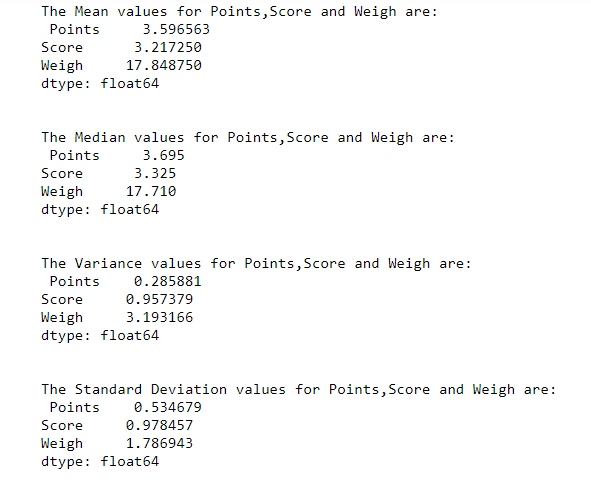 The Mean values for Points,Score and Weigh are:
 Points     3.596563
Score      3.217250
Weigh     17.848750
dtype: float64
The Median values for Points,Score and Weigh are:
 Points     3.695
Score      3.325
Weigh     17.710
dtype: float64
The Variance values for Points,Score and Weigh are:
 Points    0.285881
Score     0.957379
Weigh     3.193166
dtype: float64
The Standard Deviation values for Points,Score and Weigh are:
 Points    0.534679
Score     0.978457
Weigh     1.786943
dtype: float64